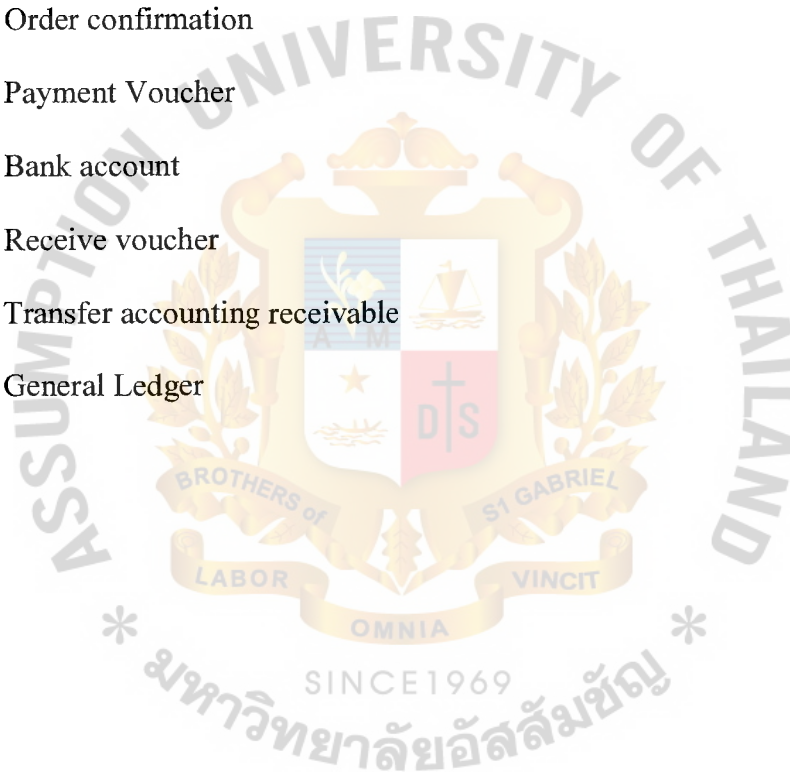 Order confirmation
Payment Voucher
Bank account
Receive voucher
Transfer accounting receivable
General Ledger
ASSUMPTION UNIVERSITY OF THAILAND
A M
D S
BROTHERS of S1 GABRIEL
LABOR VINCIT
OMNIA
SINCE1969
* มหาวิทยาลัยอัสสัมชัญ *